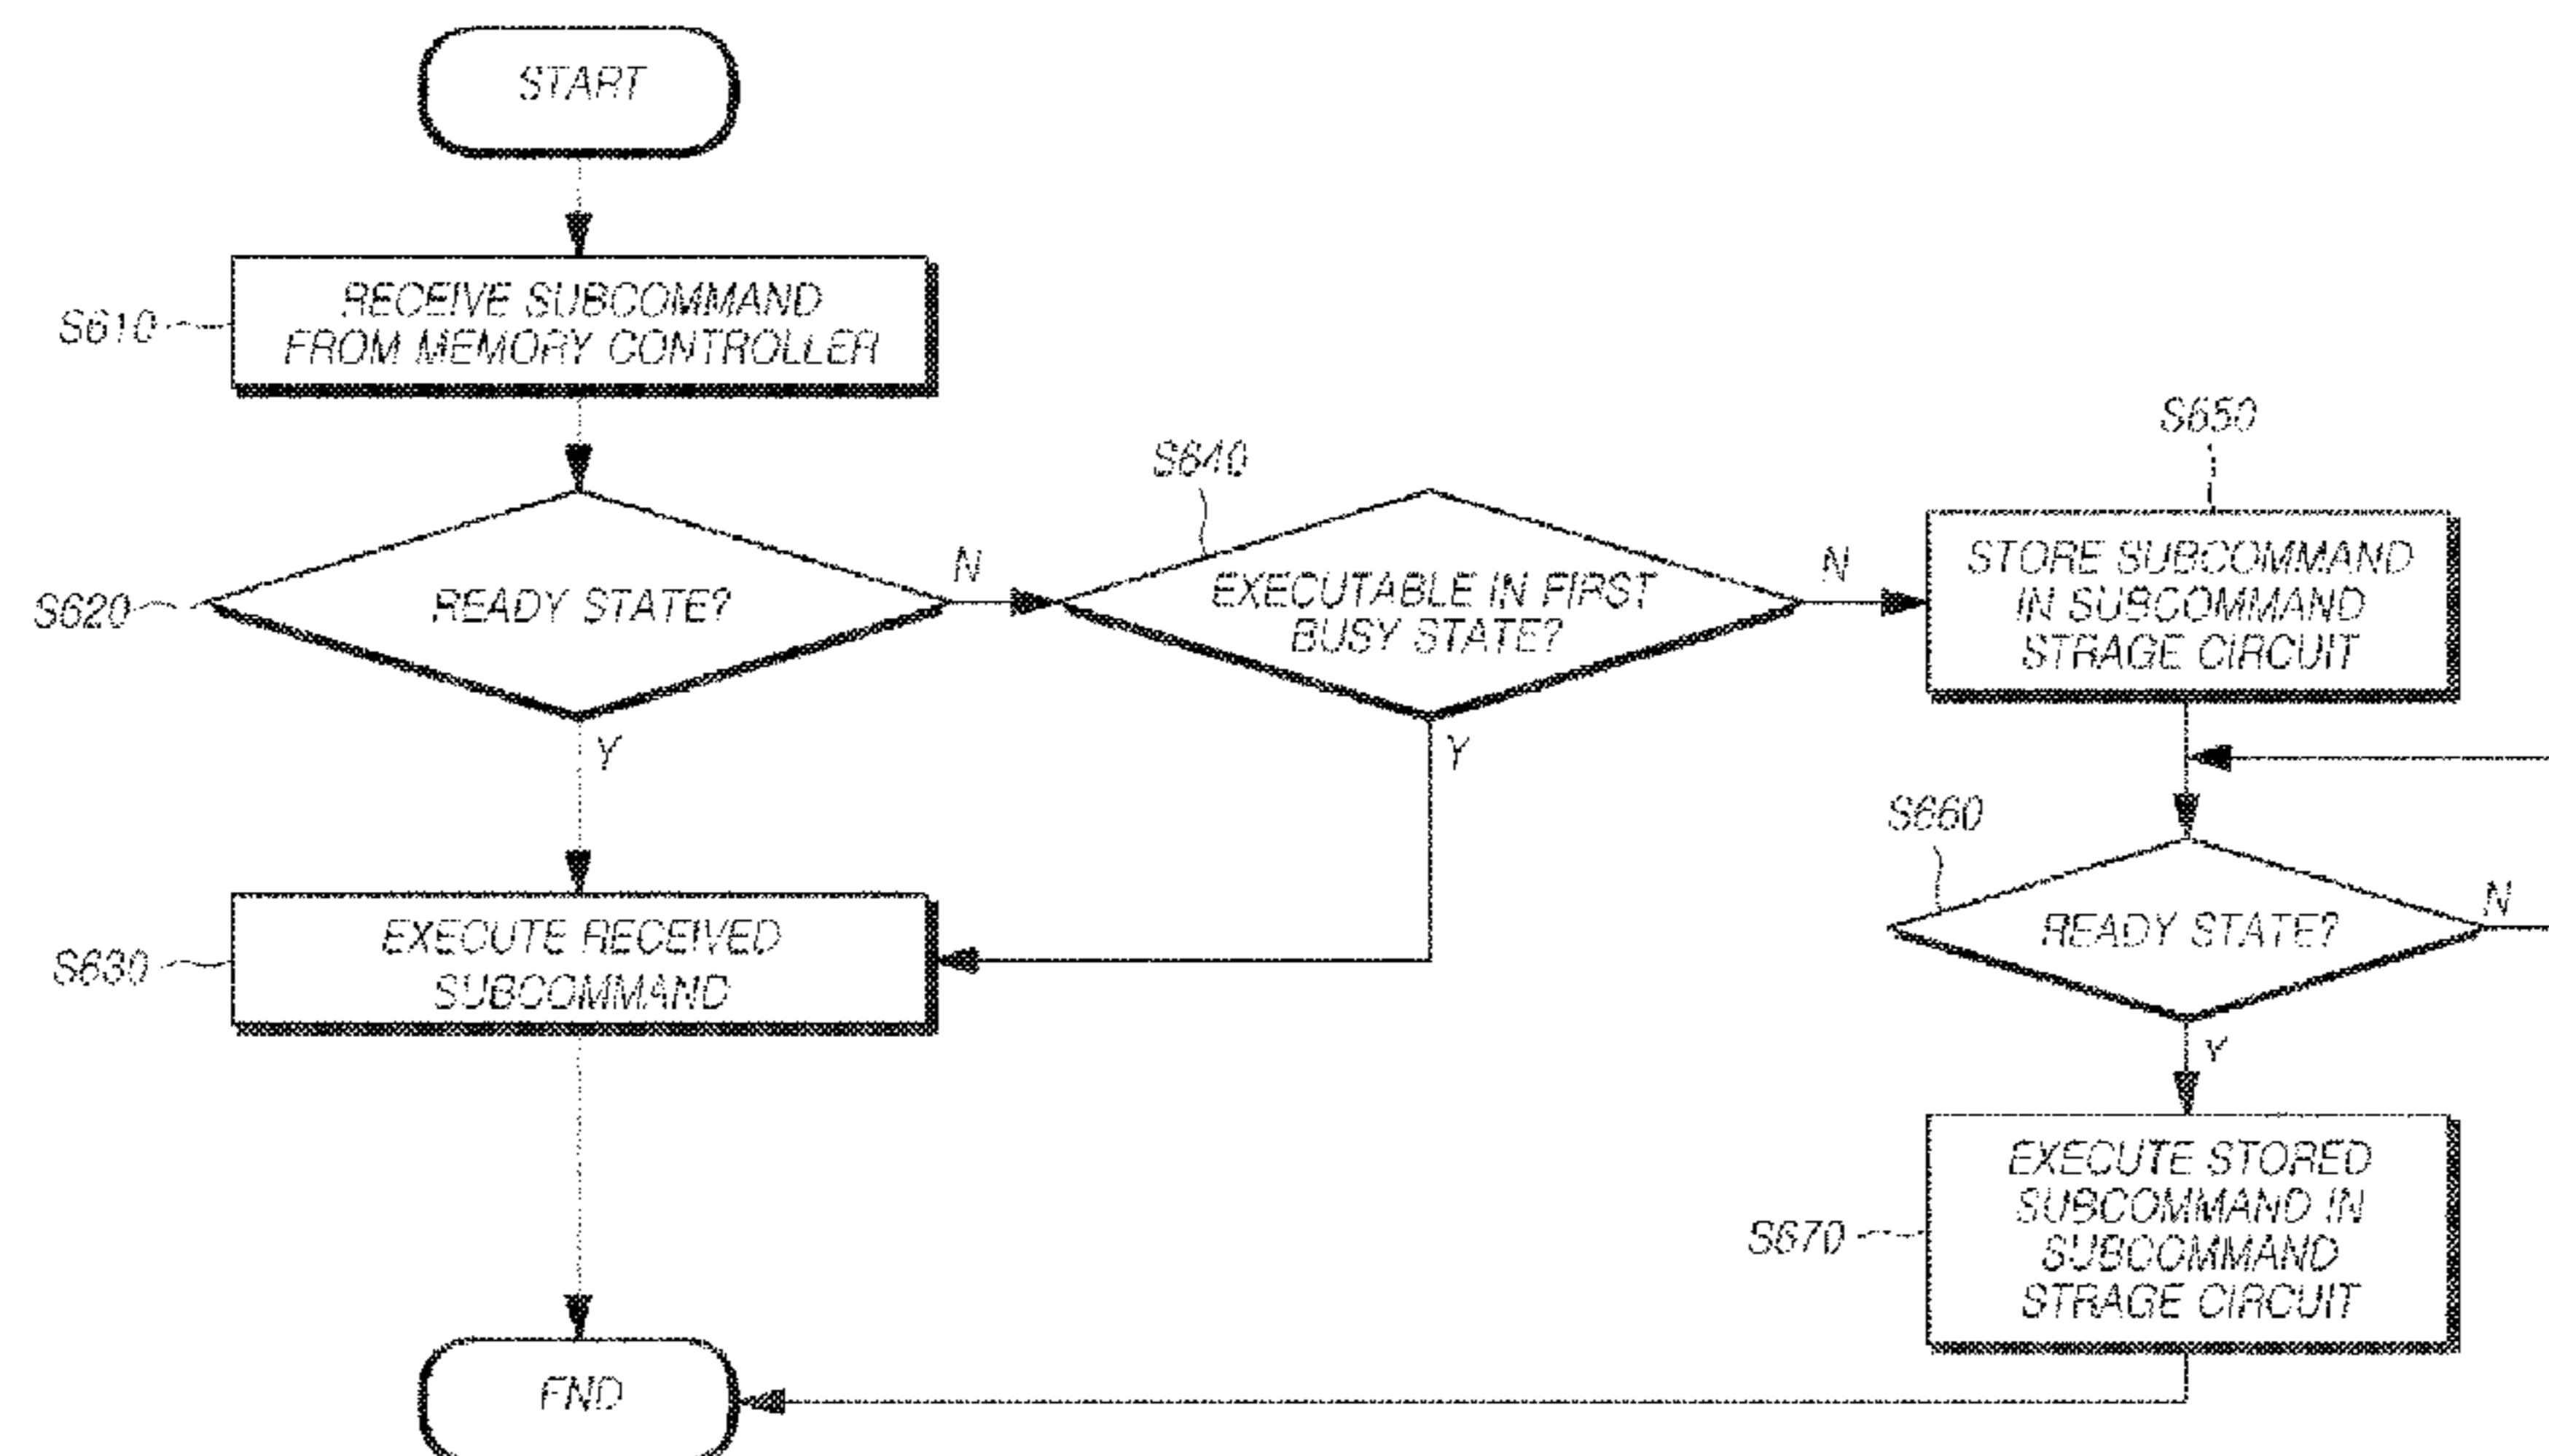 START
S610
RECEIVE SUBCOMMAND
FROM MEMORY CONTROLLER
S620
READY STATE?
N
Y
S640
EXECUTABLE IN FIRST
BUSY STATE?
N
Y
S650
STORE SUBCOMMAND
IN SUBCOMMAND
STRAGE CIRCUIT
S630
EXECUTE RECEIVED
SUBCOMMAND
S660
READY STATE?
N
Y
S670
EXECUTE STORED
SUBCOMMAND IN
SUBCOMMAND
STRAGE CIRCUIT
END